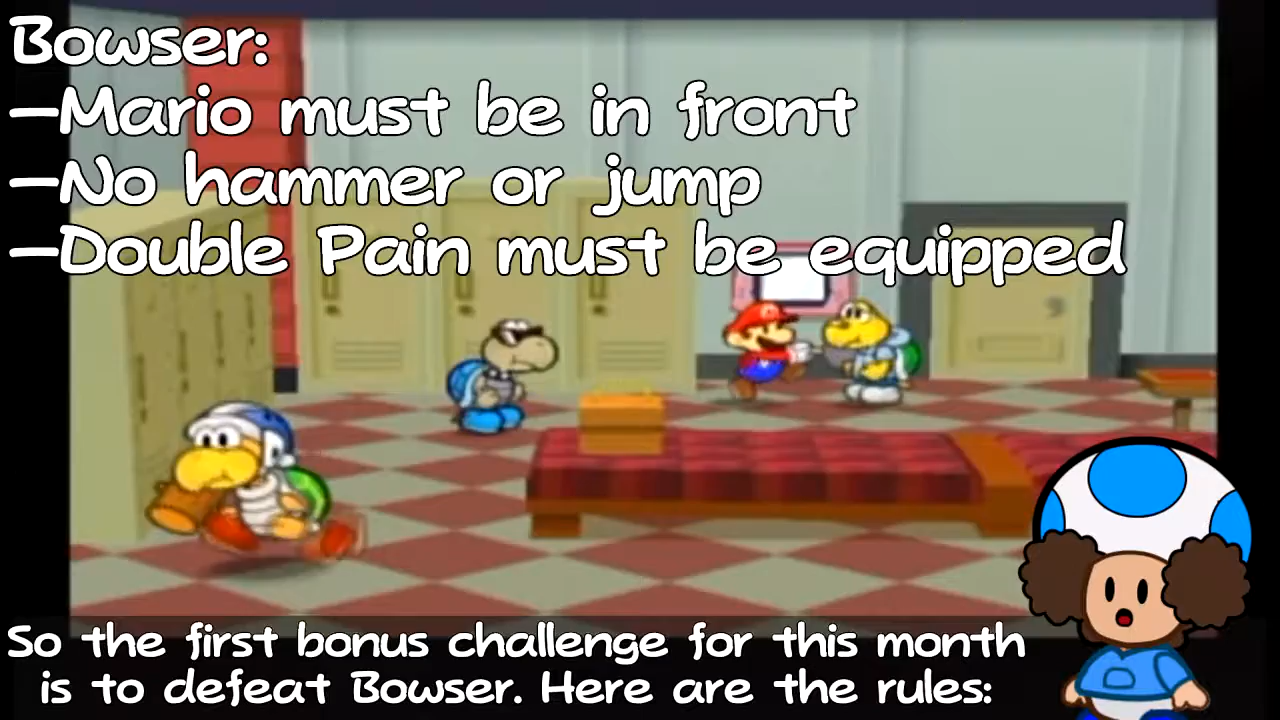 Bowser:
-Mario must be in front
-No hammer or jump
-Double Pain must be equipped
So the first bonus challenge for this month
is to defeat Bowser. Here are the rules: